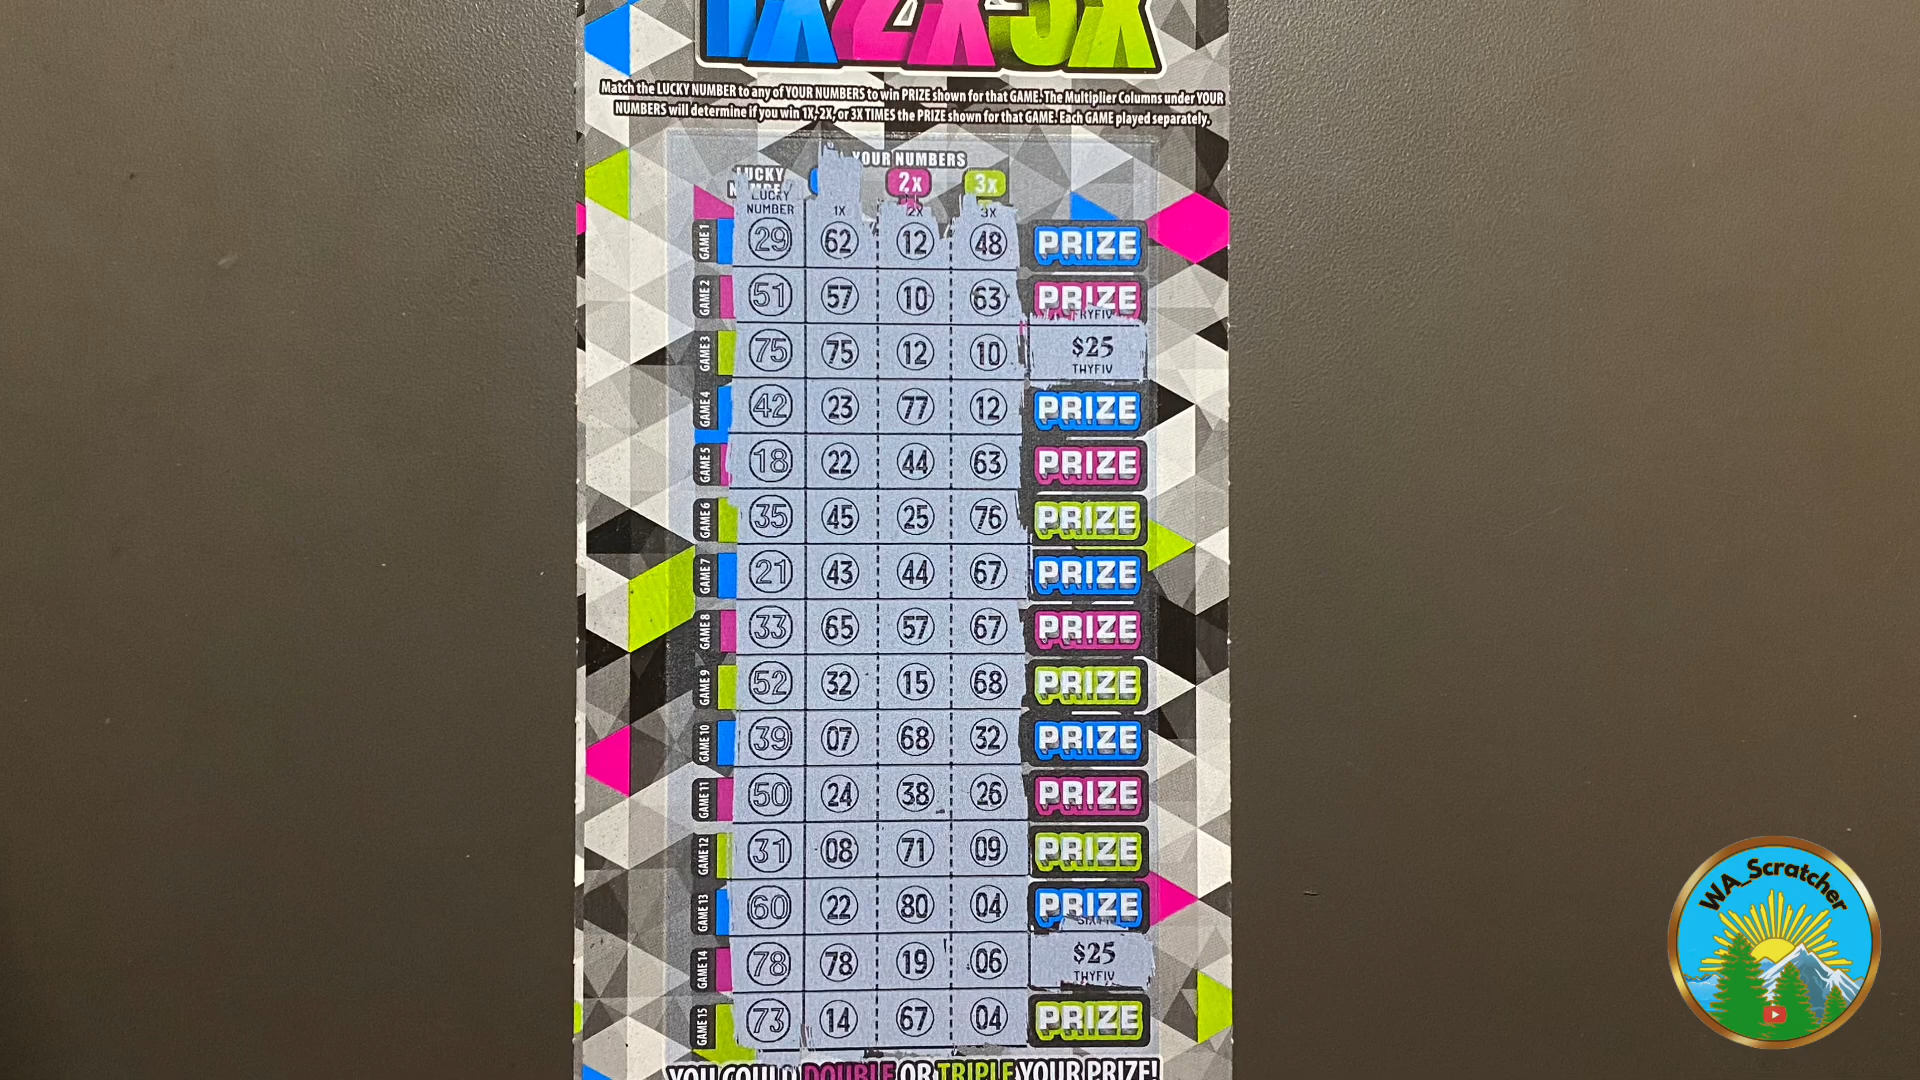 1X 2X 3X
Match the LUCKY NUMBER to any of YOUR NUMBERS to win PRIZE shown for that GAME. The Multiplier Columns under YOUR
NUMBERS will determine if you win 1X, 2X, or 3X TIMES the PRIZE shown for that GAME. Each GAME played separately.
YOUR NUMBERS
LUCKY 2X 3X
LUCKY
NUMBER 1X 2X 3X
GAME 1 29 62 12 48 PRIZE
GAME 2 51 57 10 63 PRIZE
GAME 3 75 75 12 10 $25
THYFIV
GAME 4 42 23 77 12 PRIZE
GAME 5 18 22 44 63 PRIZE
GAME 6 35 45 25 76 PRIZE
GAME 7 21 43 44 67 PRIZE
GAME 8 33 65 57 67 PRIZE
GAME 9 52 32 15 68 PRIZE
GAME 10 39 07 68 32 PRIZE
GAME 11 50 24 38 26 PRIZE
GAME 12 31 08 71 09 PRIZE
GAME 13 60 22 80 04 PRIZE
GAME 14 78 78 19 06 $25
THYFIV
GAME 15 73 14 67 04 PRIZE
YOU COULD DOUBLE OR TRIPLE YOUR PRIZE!
WA_Scratcher